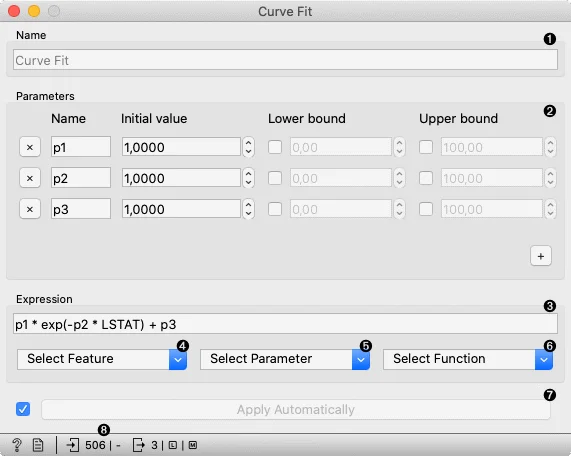 Curve Fit
Name ❶
Curve Fit
Parameters
❷
Name Initial value Lower bound Upper bound
× p1 1,0000 0,00 100,00
× p2 1,0000 0,00 100,00
× p3 1,0000 0,00 100,00
+
Expression
❸
p1 * exp(-p2 * LSTAT) + p3
❹ ❺ ❻
Select Feature Select Parameter Select Function
❼
Apply Automatically
❽
? 506 | - 3 | L | M